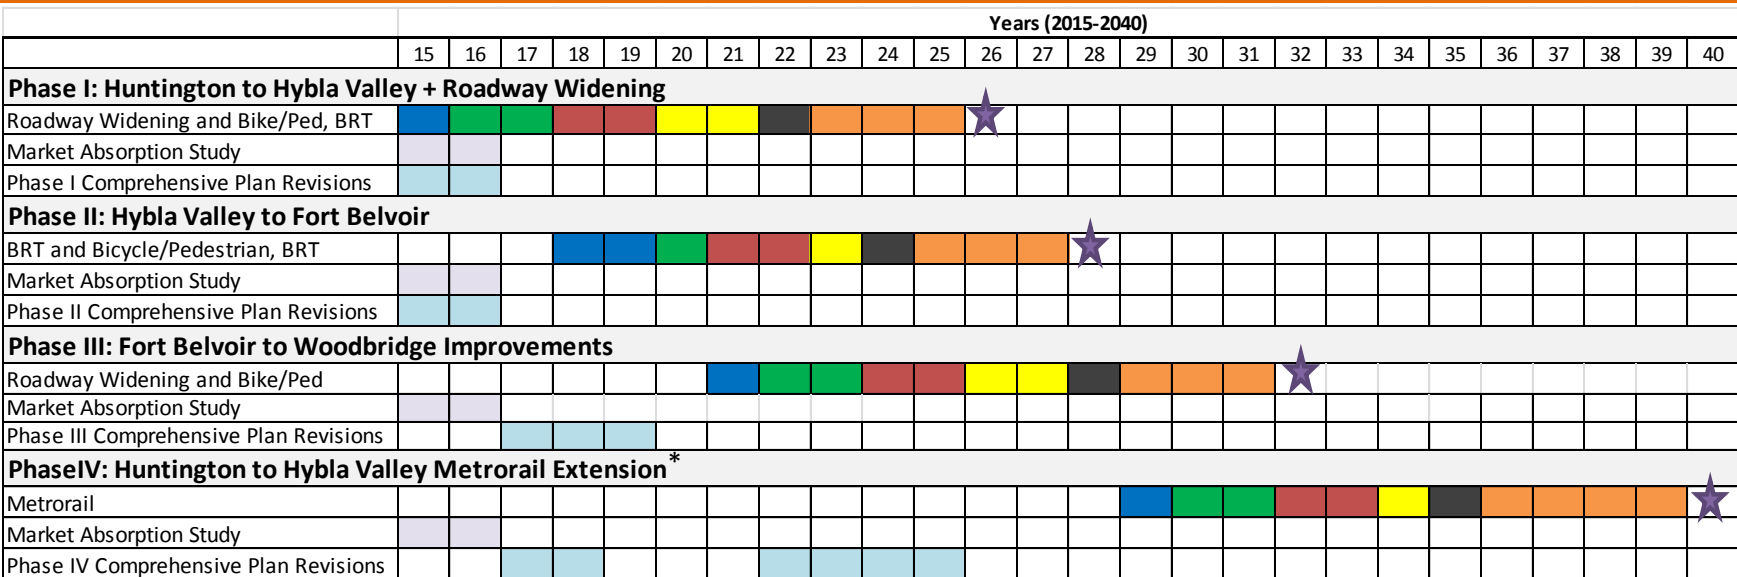 Years (2015-2040)
15 16 17 18 19 20 21 22 23 24 25 26 27 28 29 30 31 32 33 34 35 36 37 38 39 40
Phase I: Huntington to Hybla Valley + Roadway Widening
Roadway Widening and Bike/Ped, BRT
Market Absorption Study
Phase I Comprehensive Plan Revisions
Phase II: Hybla Valley to Fort Belvoir
BRT and Bicycle/Pedestrian, BRT
Market Absorption Study
Phase II Comprehensive Plan Revisions
Phase III: Fort Belvoir to Woodbridge Improvements
Roadway Widening and Bike/Ped
Market Absorption Study
Phase III Comprehensive Plan Revisions
PhaseIV: Huntington to Hybla Valley Metrorail Extension*
Metrorail
Market Absorption Study
Phase IV Comprehensive Plan Revisions